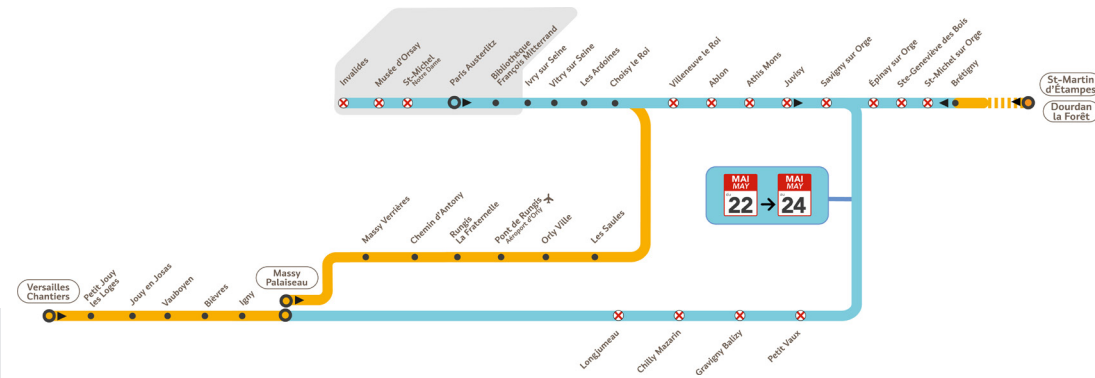 Invalides
Musée d'Orsay
St-Michel
Notre Dame
Paris Austerlitz
Bibliothèque
François Mitterrand
Ivry sur Seine
Vitry sur Seine
Les Ardoines
Choisy le Roi
Villeneuve le Roi
Ablon
Athis Mons
Juvisy
Savigny sur Orge
Épinay sur Orge
Ste-Geneviève des Bois
St-Michel sur Orge
Brétigny
St-Martin
d'Étampes
Dourdan
la Forêt
MAI
MAY
22
MAI
MAY
24
Massy Verrières
Chemin d'Antony
Rungis
La Fraternelle
Pont de Rungis
Aéroport d'Orly
Orly Ville
Les Saules
Versailles
Chantiers
Petit Jouy
les Loges
Jouy en Josas
Vauboyen
Bièvres
Igny
Massy
Palaiseau
Longjumeau
Chilly Mazarin
Gravigny Balizy
Petit Vaux